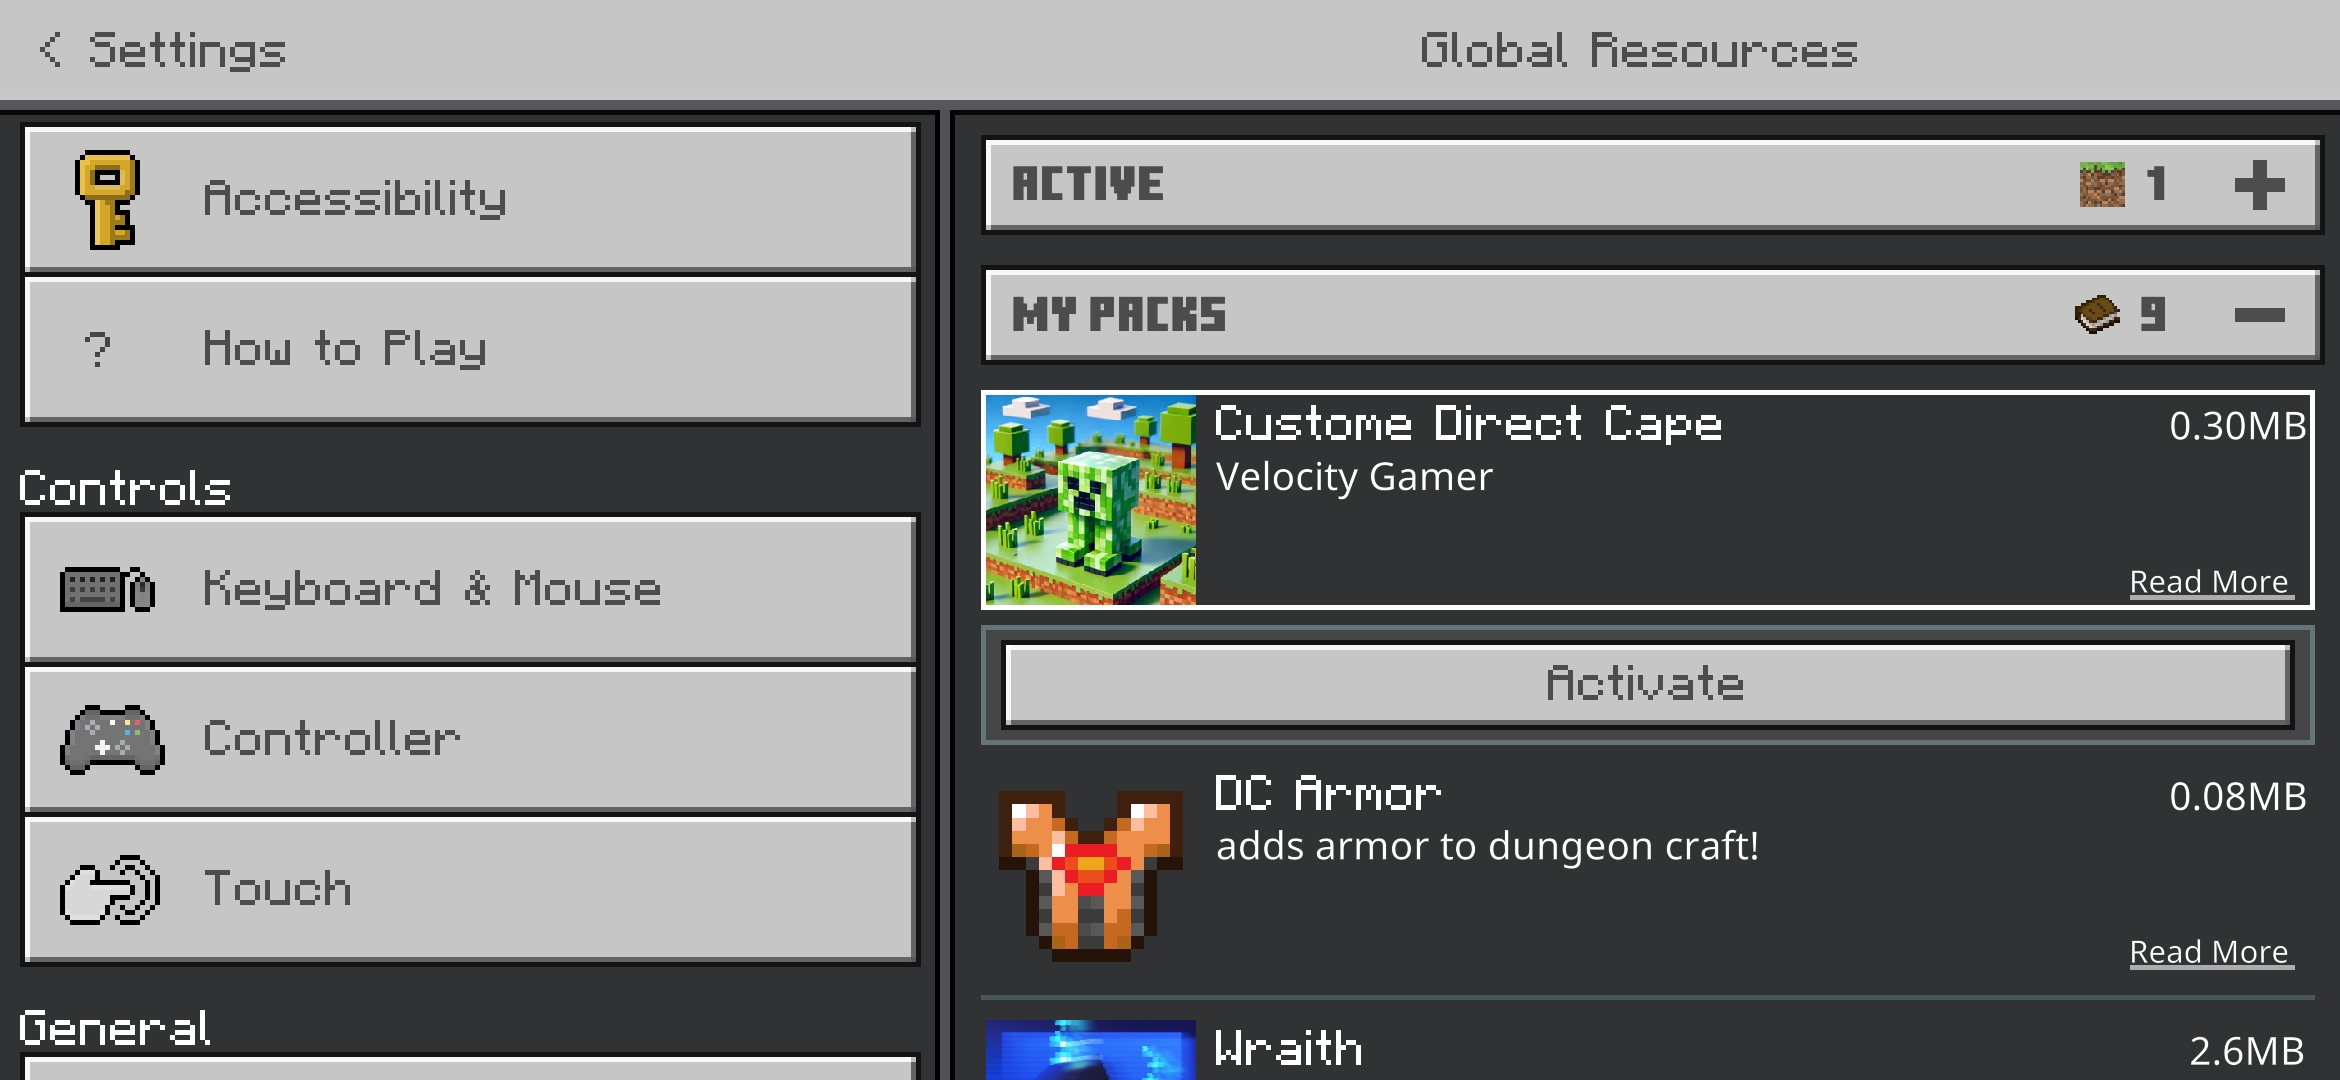 Settings
Global Resources
Accessibility
? How to Play
Controls
Keyboard & Mouse
Controller
Touch
General
ACTIVE 1
MY PACKS 9
Custome Direct Cape 0.30MB
Velocity Gamer
Read More
Activate
DC Armor 0.08MB
adds armor to dungeon craft!
Read More
Wraith 2.6MB